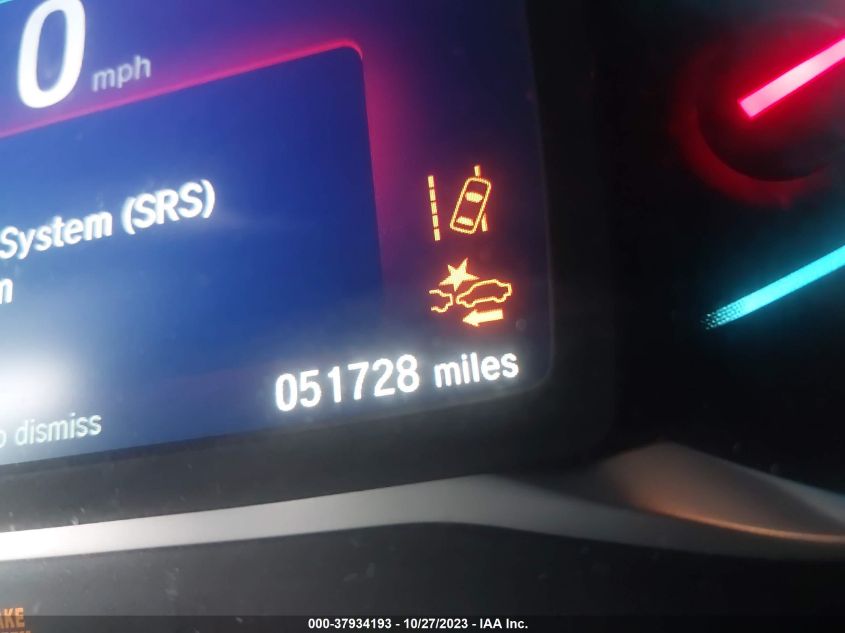 0 mph
System (SRS)
051728 miles
dismiss
000-37934193 - 10/27/2023 - IAA Inc.